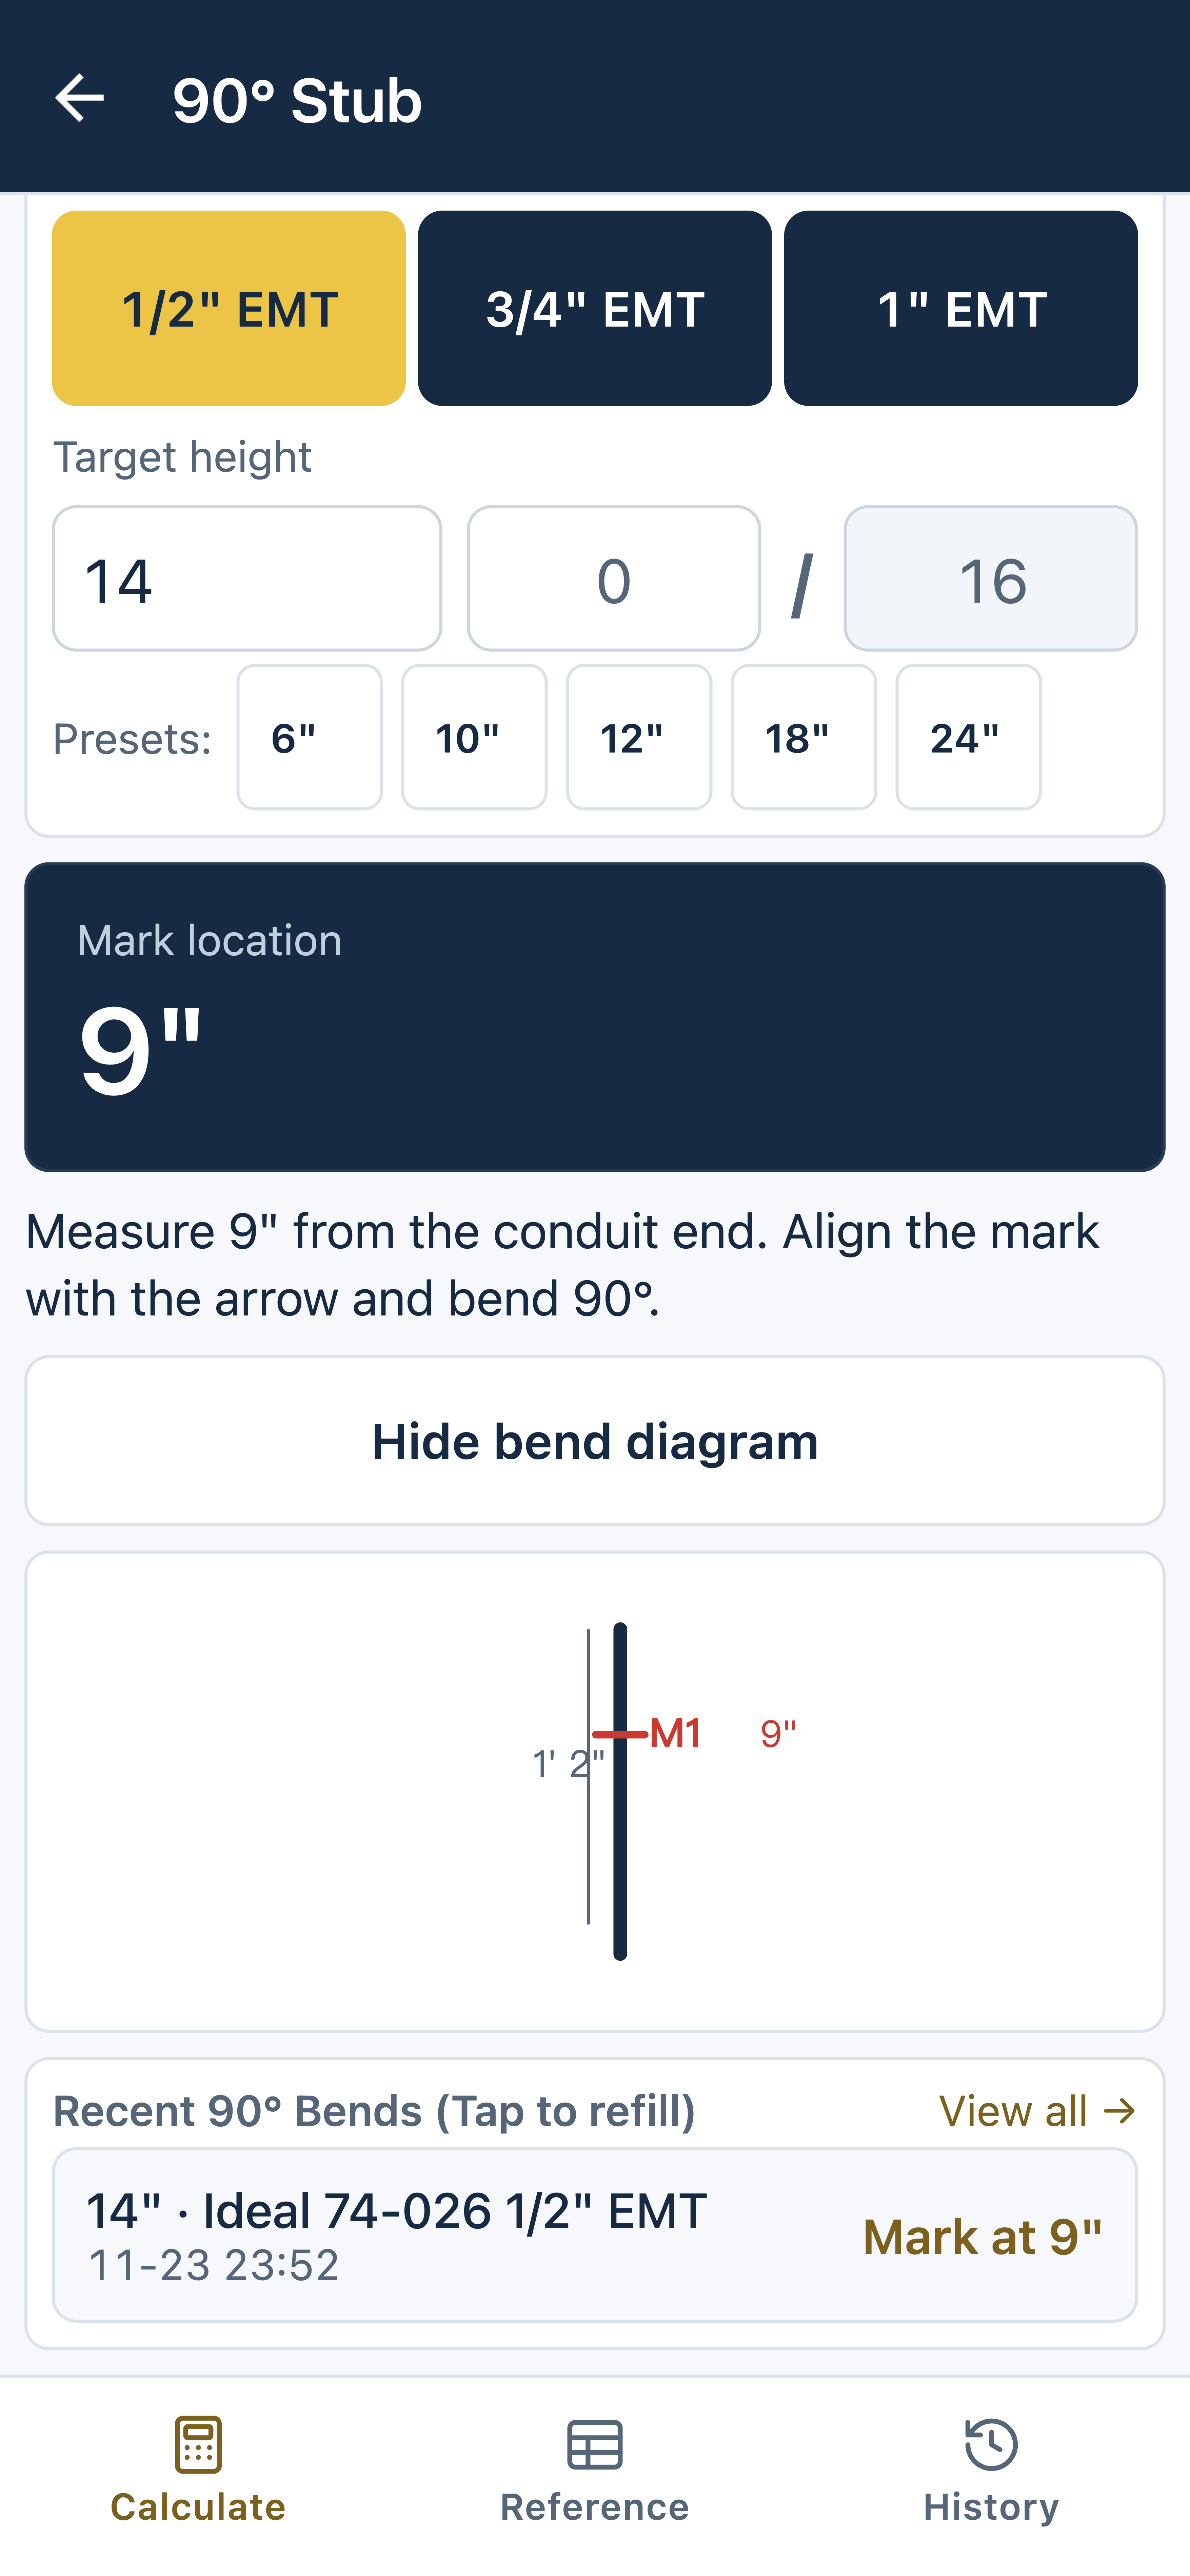 90° Stub
1/2" EMT
3/4" EMT
1" EMT
Target height
14
0
/
16
Presets:
6"
10"
12"
18"
24"
Mark location
9"
Measure 9" from the conduit end. Align the mark
with the arrow and bend 90°.
Hide bend diagram
M1
9"
1' 2"
Recent 90° Bends (Tap to refill)
View all →
14" · Ideal 74-026 1/2" EMT
11-23 23:52
Mark at 9"
Calculate
Reference
History